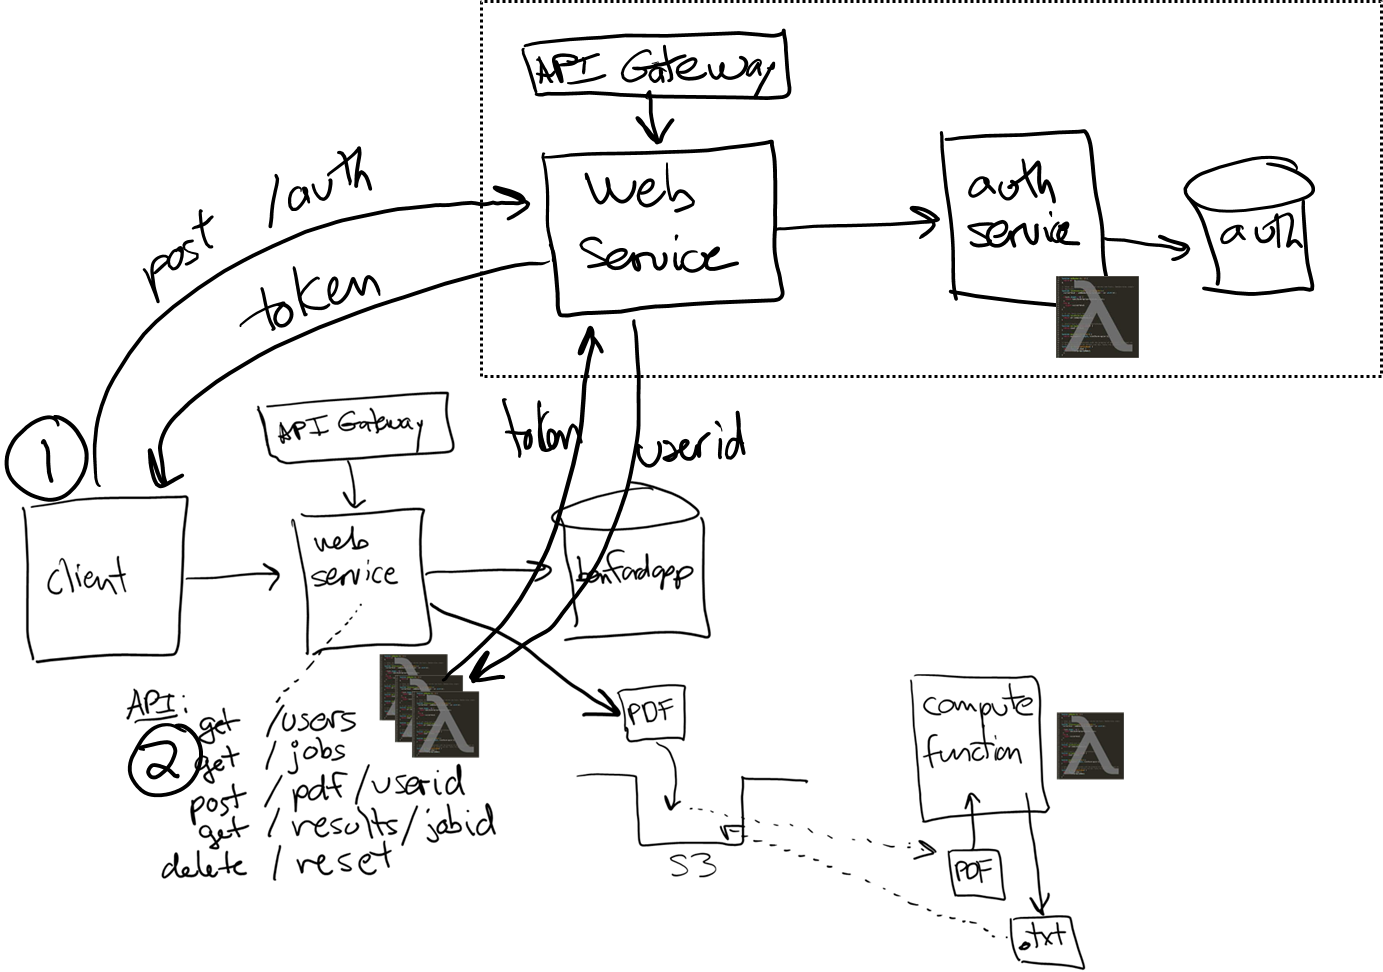 API Gateway
web
service
auth
service
auth
post /auth
token
1
API Gateway
token
userid
client
web
service
benfordapp
API:
2
get /users
get /jobs
post /pdf/userid
get /results/jobid
delete /reset
PDF
S3
compute
function
PDF
.txt